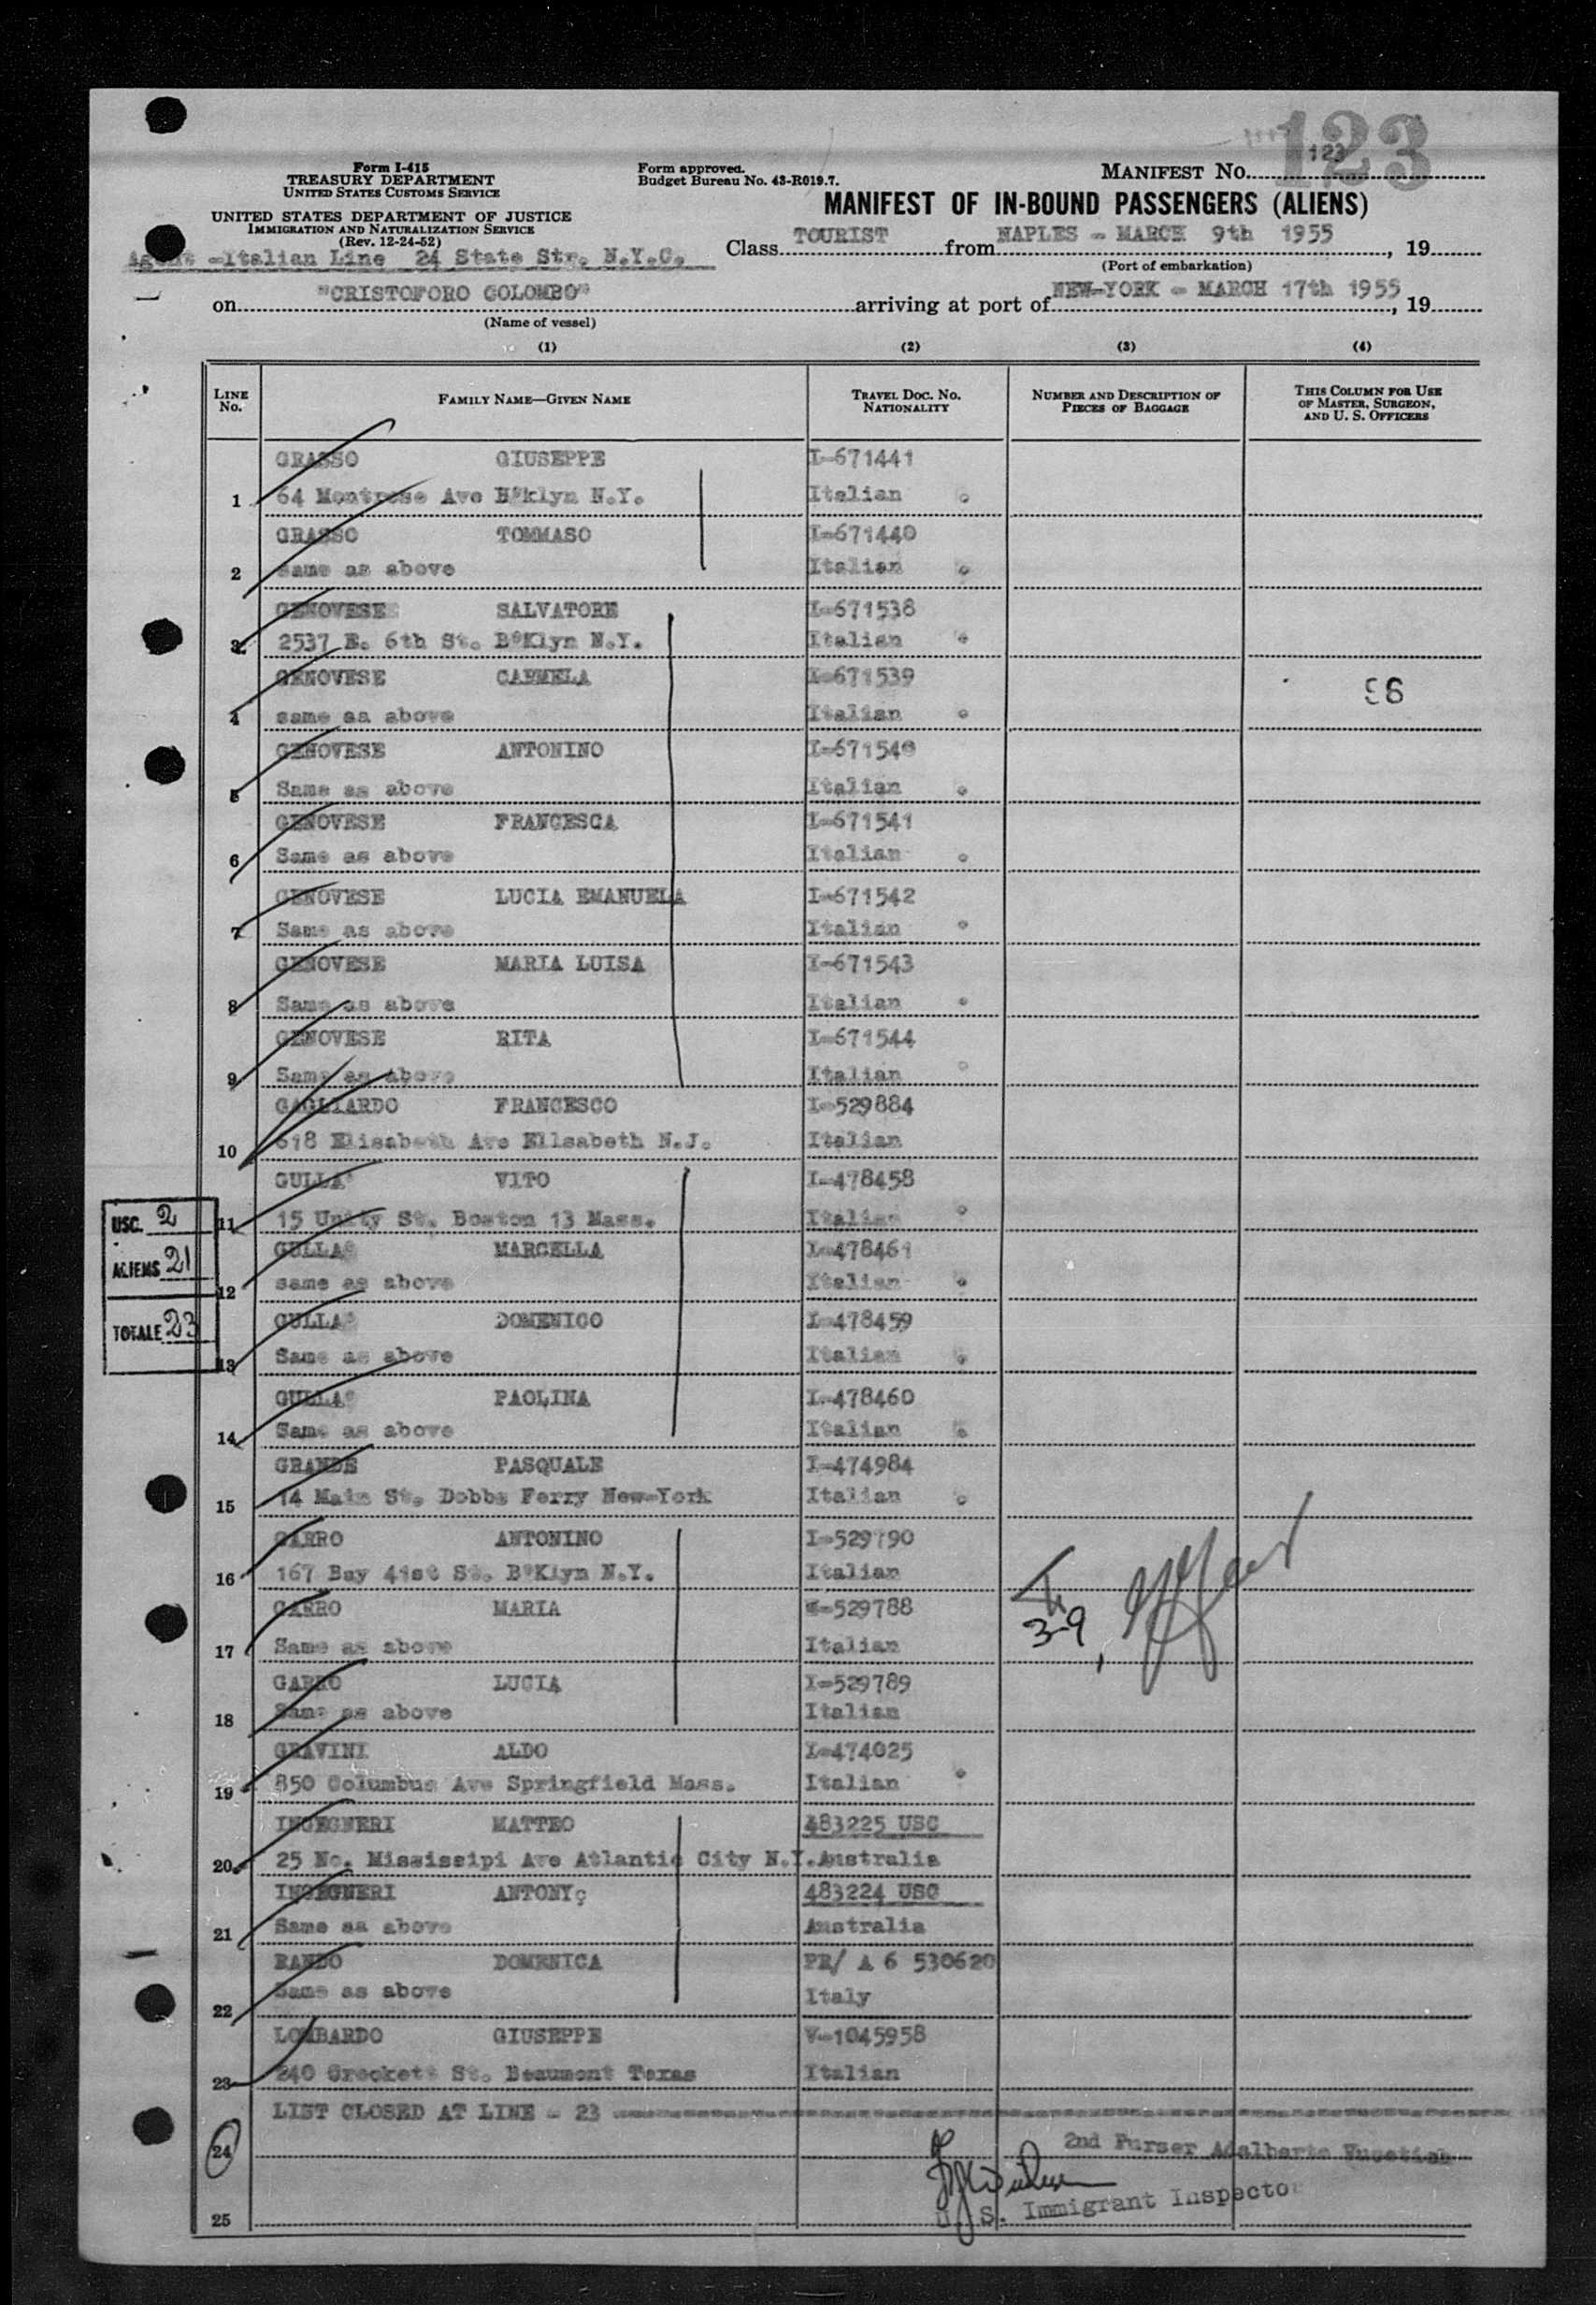 123
Form I-415
TREASURY DEPARTMENT
UNITED STATES CUSTOMS SERVICE
Form approved.
Budget Bureau No. 43-R019.7.
MANIFEST No. 123
UNITED STATES DEPARTMENT OF JUSTICE
IMMIGRATION AND NATURALIZATION SERVICE
(Rev. 12-24-52)
MANIFEST OF IN-BOUND PASSENGERS (ALIENS)
Agent -Italian Line 24 State Str. N.Y.C.
Class TOURIST from NAPLES - MARCH 9th 1955, 19
(Port of embarkation)
on "CRISTOFORO COLOMBO" arriving at port of NEW-YORK - MARCH 17th 1955, 19
(Name of vessel)
(1) (2) (3) (4)
LINE No. FAMILY NAME—GIVEN NAME TRAVEL DOC. No. NATIONALITY NUMBER AND DESCRIPTION OF PIECES OF BAGGAGE THIS COLUMN FOR USE OF MASTER, SURGEON, AND U. S. OFFICERS
GRASSO GIUSEPPE I-671441
1 64 Montrose Ave B'klyn N.Y. Italian
GRASSO TOMMASO I-671440
2 Same as above Italian
GENOVESE SALVATORE I-671538
3 2537 E. 6th St. B'Klyn N.Y. Italian
GENOVESE CARMELA I-671539
96
4 same as above Italian
GENOVESE ANTONINO I-671540
5 Same as above Italian
GENOVESE FRANCESCA I-671541
6 Same as above Italian
GENOVESE LUCIA EMANUELA I-671542
7 Same as above Italian
GENOVESE MARIA LUISA I-671543
8 Same as above Italian
GENOVESE RITA I-671544
9 Same as above Italian
GAGLIARDO FRANCESCO I-529884
10 618 Elisabeth Ave Elisabeth N.J. Italian
GULLA' VITO I-478458
11 15 Unity St. Boston 13 Mass. Italian
GULLA' MARCELLA I-478461
12 same as above Italian
GULLA' DOMENICO I-478459
13 Same as above Italian
USC. 2
ALIENS 21
TOTALE 23
GULLA' PAOLINA I-478460
14 Same as above Italian
GRANDE PASQUALE I-474984
15 14 Main St. Dobbs Ferry New-York Italian
GARRO ANTONINO I-529790
16 167 Bay 41st St. B'Klyn N.Y. Italian
GARRO MARIA I-529788
3-9
17 Same as above Italian
GARRO LUCIA I-529789
18 Same as above Italian
GRAVINI ALDO I-474025
19 850 Columbus Ave Springfield Mass. Italian
INGEGNERI MATTEO 483225 USC
20 25 No. Missisipi Ave Atlantic City N.Y. Australia
INGEGNERI ANTONY 483224 USC
21 Same as above Australia
RANDO DOMENICA PR/ A 6 530620
22 Same as above Italy
LOMBARDO GIUSEPPE V-1045958
23 240 Crockett St. Beaumont Texas Italian
LIST CLOSED AT LINE - 23
24 2nd Purser Adalberto
25 U. S. Immigrant Inspector